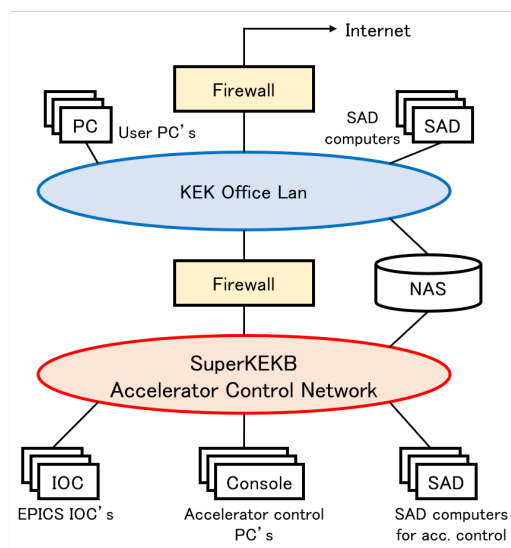 Internet
Firewall
PC
User PC's
SAD
computers
SAD
KEK Office Lan
Firewall
NAS
SuperKEKB
Accelerator Control Network
IOC
Console
SAD
EPICS IOC's
Accelerator control
PC's
SAD computers
for acc. control